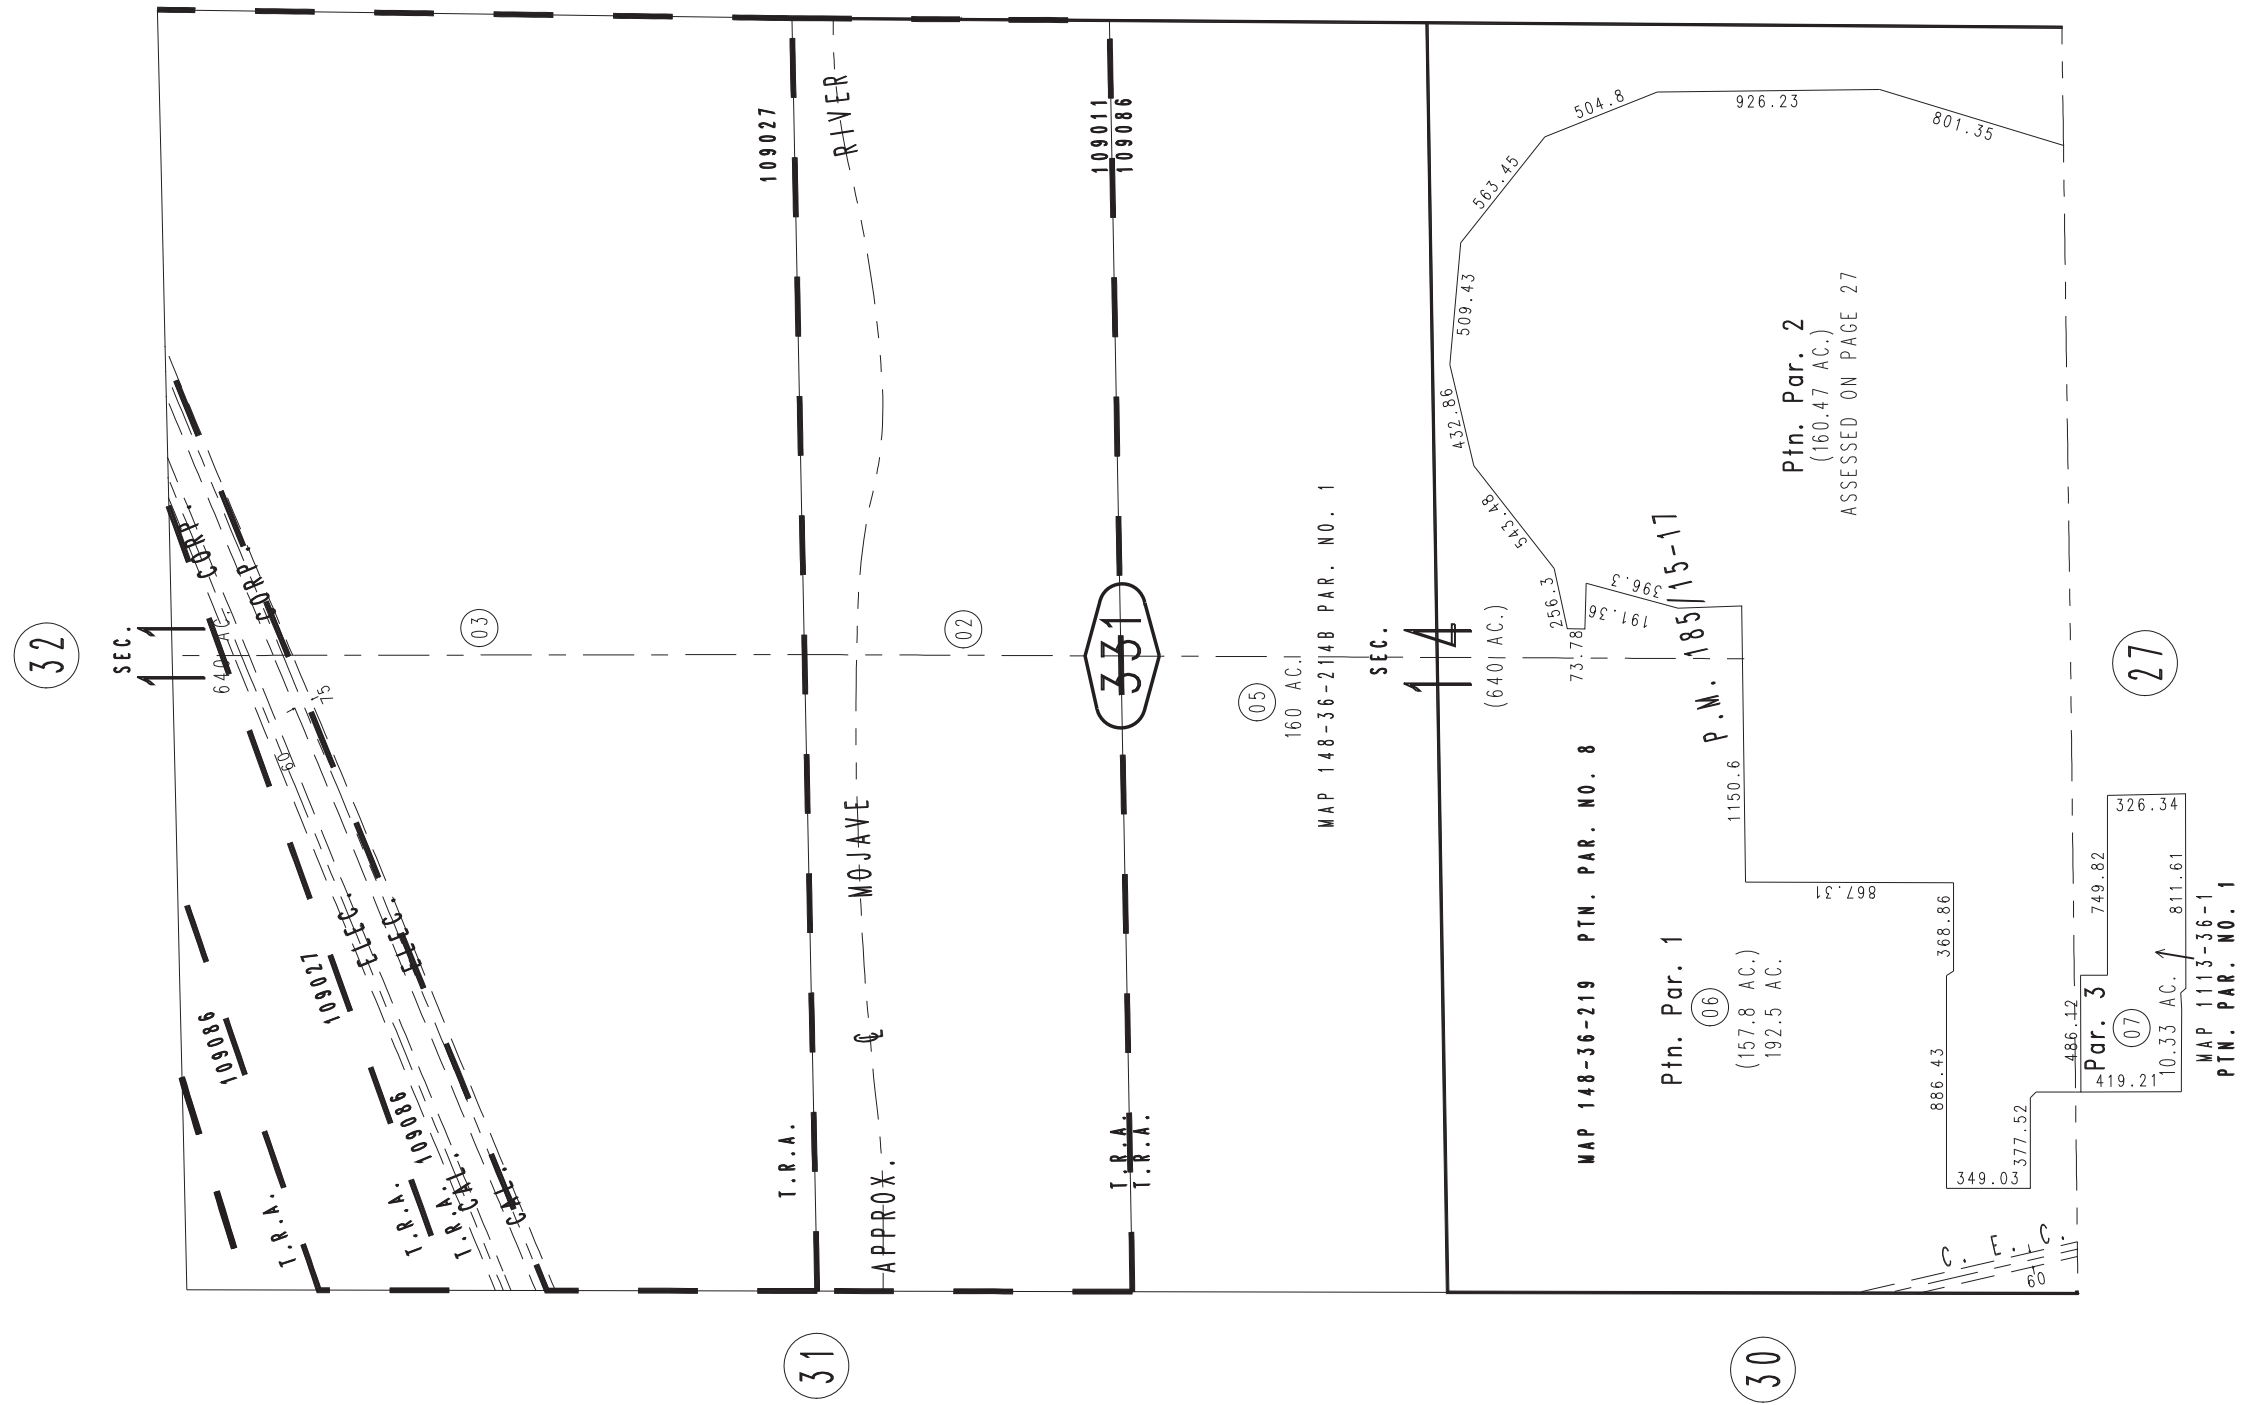 32
SEC.
11
640 AC.
CORP.
CORP.
60
75
ELEC.
ELEC.
CAL.
CAL.
109086
T.R.A.
109027
T.R.A.
109086
T.R.A.
03
109027
T.R.A.
RIVER
MOJAVE
℄
APPROX.
31
02
109011
109086
T.R.A.
T.R.A.
331
05
160 AC.
MAP 148-36-214B PAR. NO. 1
SEC.
14
(640 AC.)
801.35
926.23
504.8
563.45
509.43
432.86
543.48
256.3
73.78
191.36
396.3
P.M. 185/15-17
Ptn. Par. 2
(160.47 AC.)
ASSESSED ON PAGE 27
1150.6
867.31
368.86
886.43
349.03
377.52
MAP 148-36-219 PTN. PAR. NO. 8
Ptn. Par. 1
06
(157.8 AC.)
192.5 AC.
C. E. C.
60
30
27
326.34
749.82
811.61
486.12
419.21
Par. 3
07
10.33 AC.
MAP 1113-36-1
PTN. PAR. NO. 1